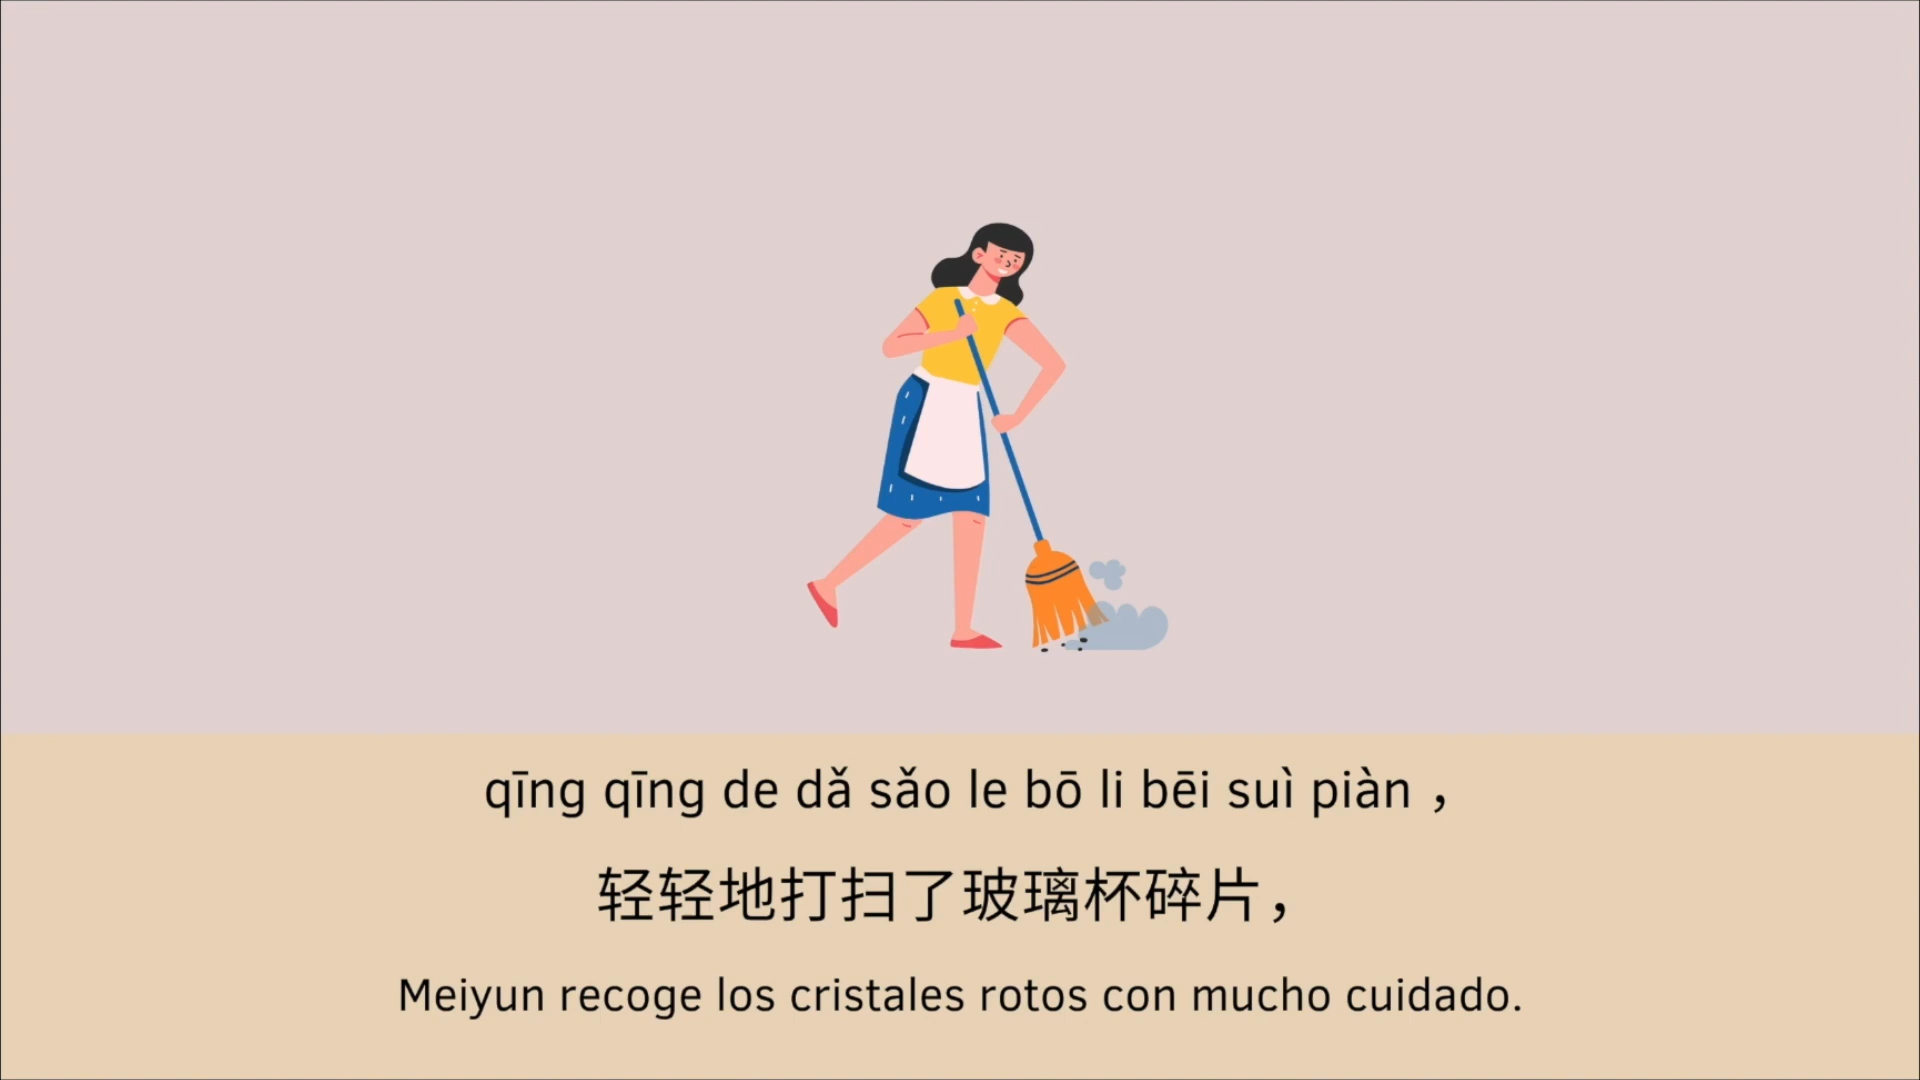 qīng qīng de dǎ sǎo le bō li bēi suì piàn ，
轻轻地打扫了玻璃杯碎片，
Meiyun recoge los cristales rotos con mucho cuidado.